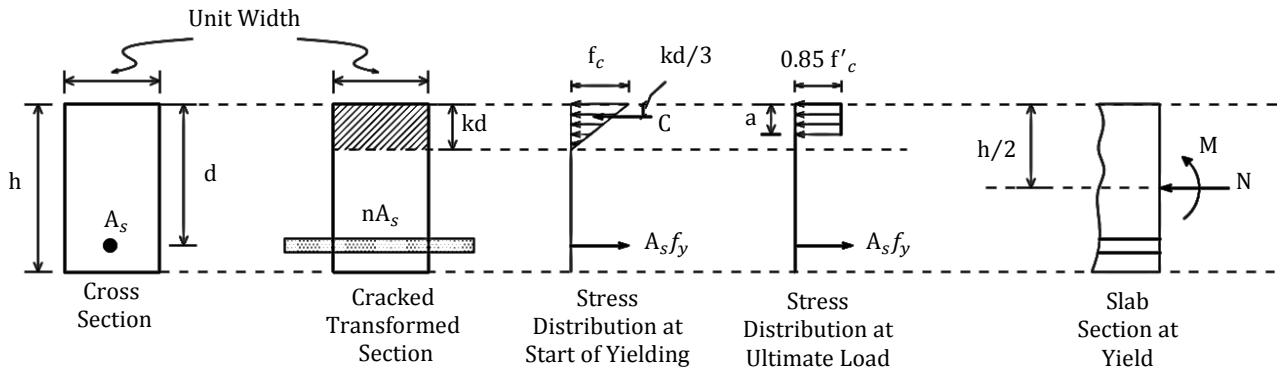 Unit Width
f_c
kd/3
0.85 f'_c
C
a
kd
h
d
h/2
M
N
A_s
nA_s
A_s f_y
A_s f_y
Cross
Section
Cracked
Transformed
Section
Stress
Distribution at
Start of Yielding
Stress
Distribution at
Ultimate Load
Slab
Section at
Yield